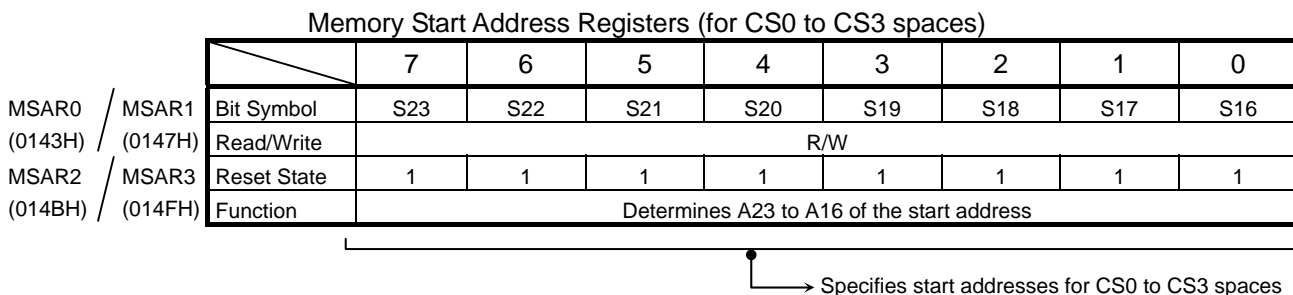 Memory Start Address Registers (for CS0 to CS3 spaces)
7 6 5 4 3 2 1 0
MSAR0 / MSAR1 Bit Symbol S23 S22 S21 S20 S19 S18 S17 S16
(0143H) (0147H) Read/Write R/W
MSAR2 / MSAR3 Reset State 1 1 1 1 1 1 1 1
(014BH) (014FH) Function Determines A23 to A16 of the start address
Specifies start addresses for CS0 to CS3 spaces